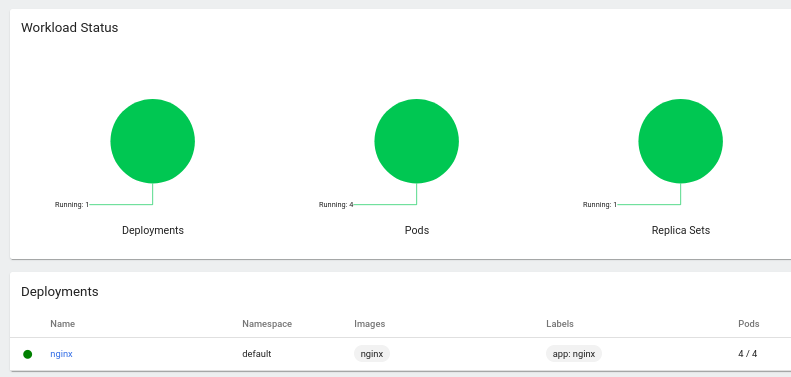 Workload Status
Running: 1 Running: 4 Running: 1
Deployments Pods Replica Sets
Deployments
Name Namespace Images Labels Pods
nginx default nginx app: nginx 4 / 4